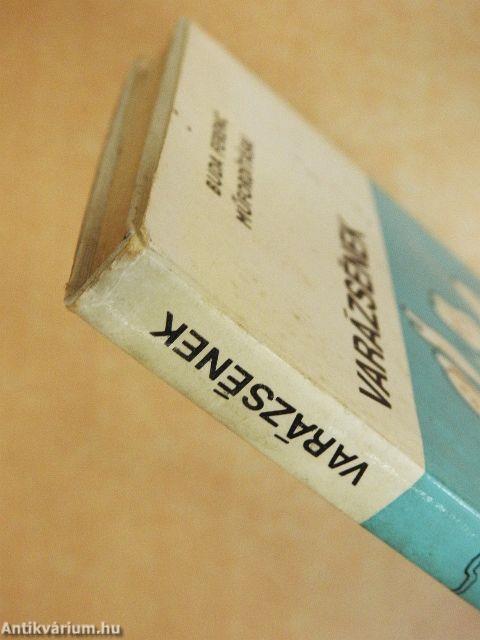 BUDA FERENC
MŰFORDÍTÁSAI
VARÁZSÉNEK
VARÁZSÉNEK
Antikvárium.hu